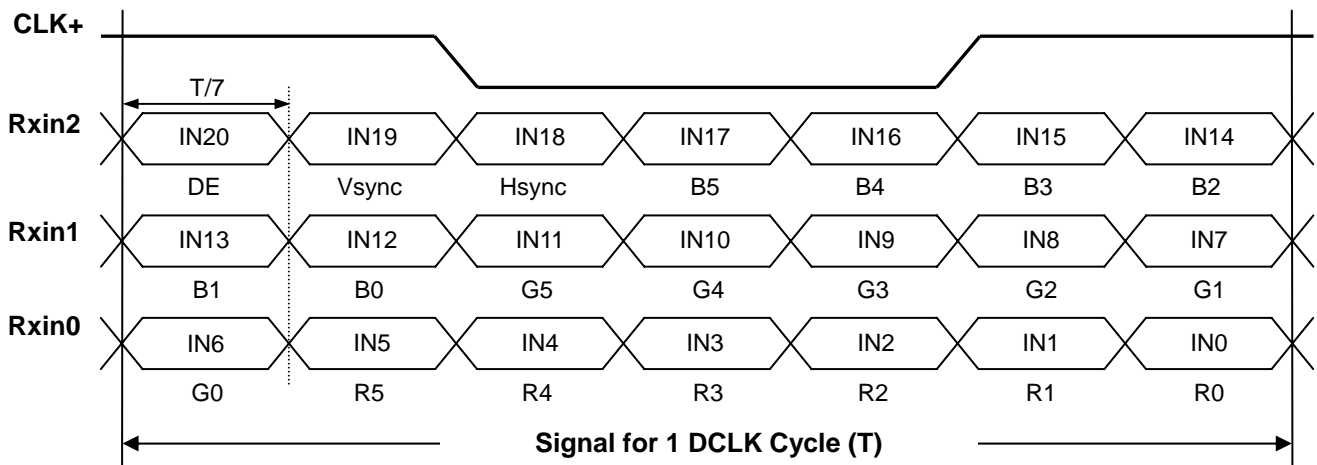 CLK+
T/7
Rxin2 IN20 IN19 IN18 IN17 IN16 IN15 IN14
DE Vsync Hsync B5 B4 B3 B2
Rxin1 IN13 IN12 IN11 IN10 IN9 IN8 IN7
B1 B0 G5 G4 G3 G2 G1
Rxin0 IN6 IN5 IN4 IN3 IN2 IN1 IN0
G0 R5 R4 R3 R2 R1 R0
Signal for 1 DCLK Cycle (T)